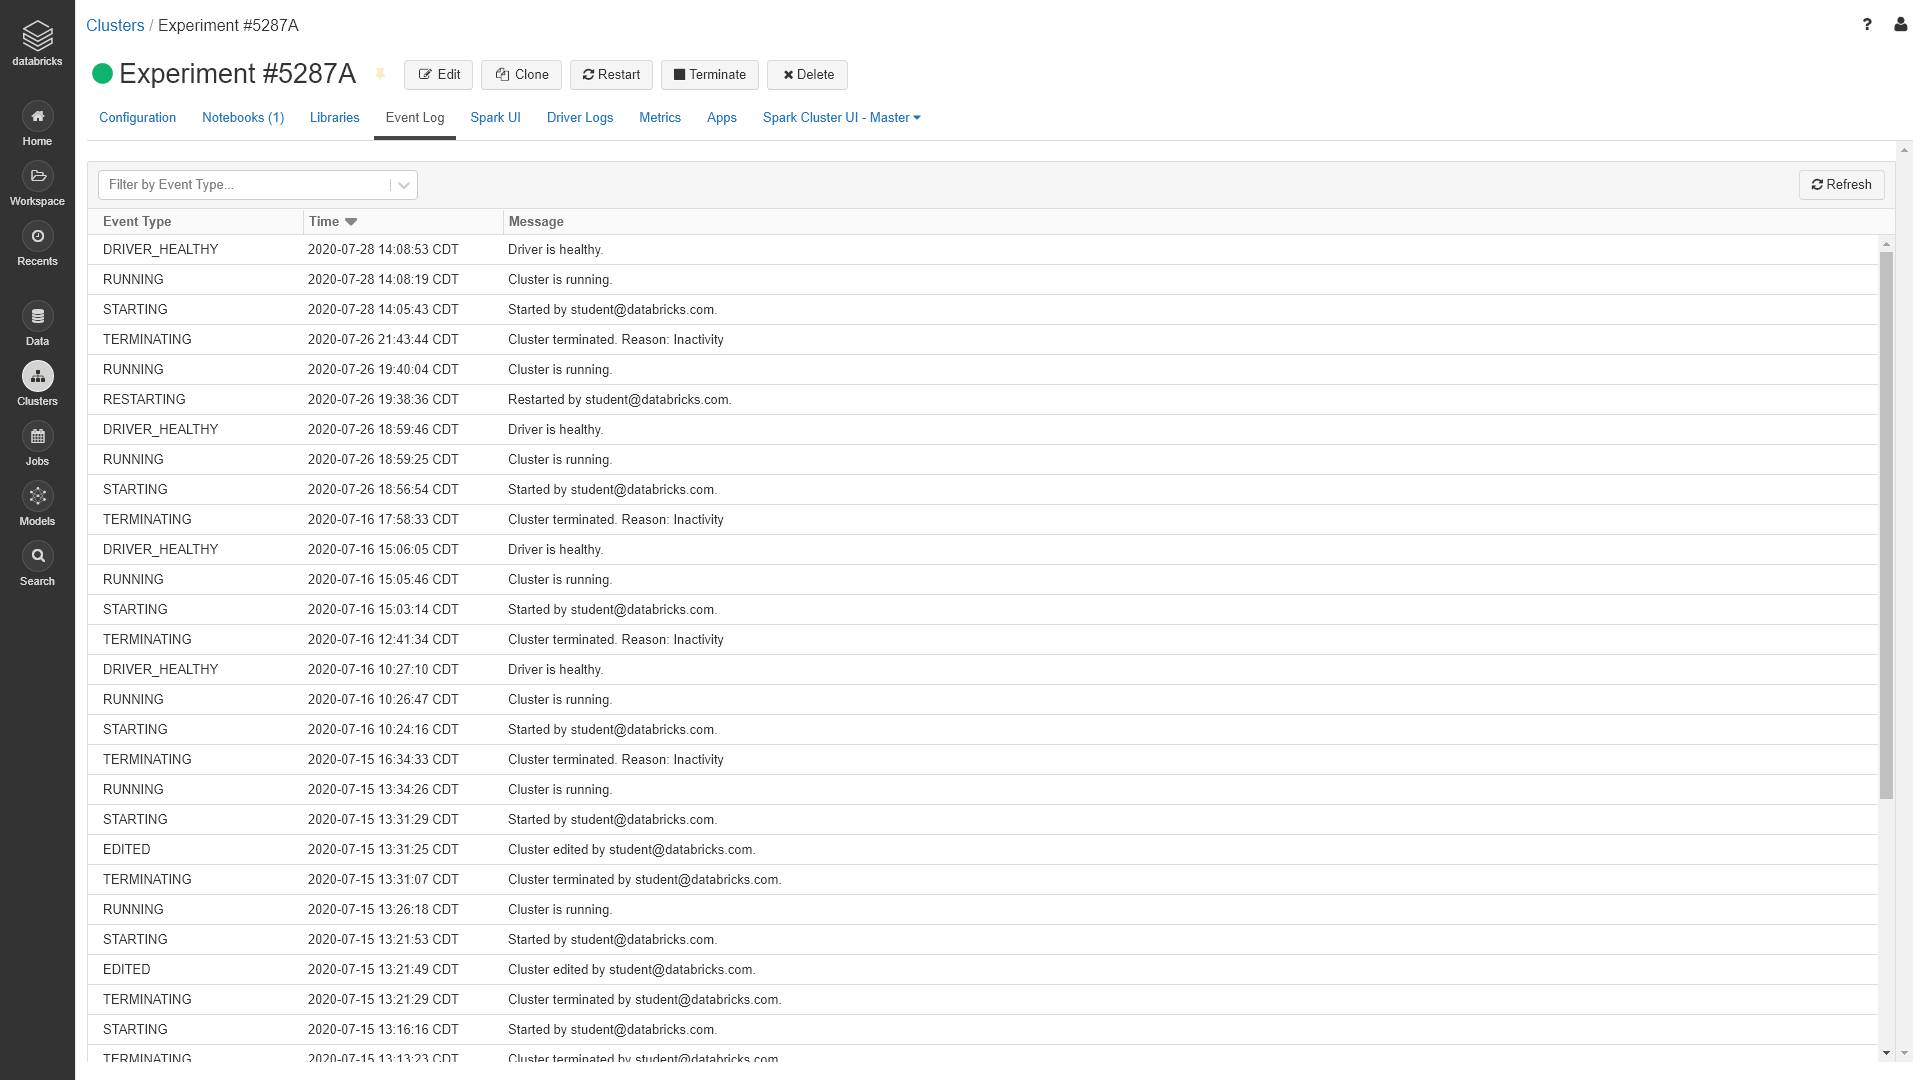 Clusters / Experiment #5287A
?
databricks
Experiment #5287A
Edit
Clone
Restart
Terminate
Delete
Configuration
Notebooks (1)
Libraries
Event Log
Spark UI
Driver Logs
Metrics
Apps
Spark Cluster UI - Master
Home
Workspace
Recents
Data
Clusters
Jobs
Models
Search
Filter by Event Type...
Refresh
Event Type Time Message
DRIVER_HEALTHY 2020-07-28 14:08:53 CDT Driver is healthy.
RUNNING 2020-07-28 14:08:19 CDT Cluster is running.
STARTING 2020-07-28 14:05:43 CDT Started by student@databricks.com.
TERMINATING 2020-07-26 21:43:44 CDT Cluster terminated. Reason: Inactivity
RUNNING 2020-07-26 19:40:04 CDT Cluster is running.
RESTARTING 2020-07-26 19:38:36 CDT Restarted by student@databricks.com.
DRIVER_HEALTHY 2020-07-26 18:59:46 CDT Driver is healthy.
RUNNING 2020-07-26 18:59:25 CDT Cluster is running.
STARTING 2020-07-26 18:56:54 CDT Started by student@databricks.com.
TERMINATING 2020-07-16 17:58:33 CDT Cluster terminated. Reason: Inactivity
DRIVER_HEALTHY 2020-07-16 15:06:05 CDT Driver is healthy.
RUNNING 2020-07-16 15:05:46 CDT Cluster is running.
STARTING 2020-07-16 15:03:14 CDT Started by student@databricks.com.
TERMINATING 2020-07-16 12:41:34 CDT Cluster terminated. Reason: Inactivity
DRIVER_HEALTHY 2020-07-16 10:27:10 CDT Driver is healthy.
RUNNING 2020-07-16 10:26:47 CDT Cluster is running.
STARTING 2020-07-16 10:24:16 CDT Started by student@databricks.com.
TERMINATING 2020-07-15 16:34:33 CDT Cluster terminated. Reason: Inactivity
RUNNING 2020-07-15 13:34:26 CDT Cluster is running.
STARTING 2020-07-15 13:31:29 CDT Started by student@databricks.com.
EDITED 2020-07-15 13:31:25 CDT Cluster edited by student@databricks.com.
TERMINATING 2020-07-15 13:31:07 CDT Cluster terminated by student@databricks.com.
RUNNING 2020-07-15 13:26:18 CDT Cluster is running.
STARTING 2020-07-15 13:21:53 CDT Started by student@databricks.com.
EDITED 2020-07-15 13:21:49 CDT Cluster edited by student@databricks.com.
TERMINATING 2020-07-15 13:21:29 CDT Cluster terminated by student@databricks.com.
STARTING 2020-07-15 13:16:16 CDT Started by student@databricks.com.
TERMINATING 2020-07-15 13:13:23 CDT Cluster terminated by student@databricks.com.